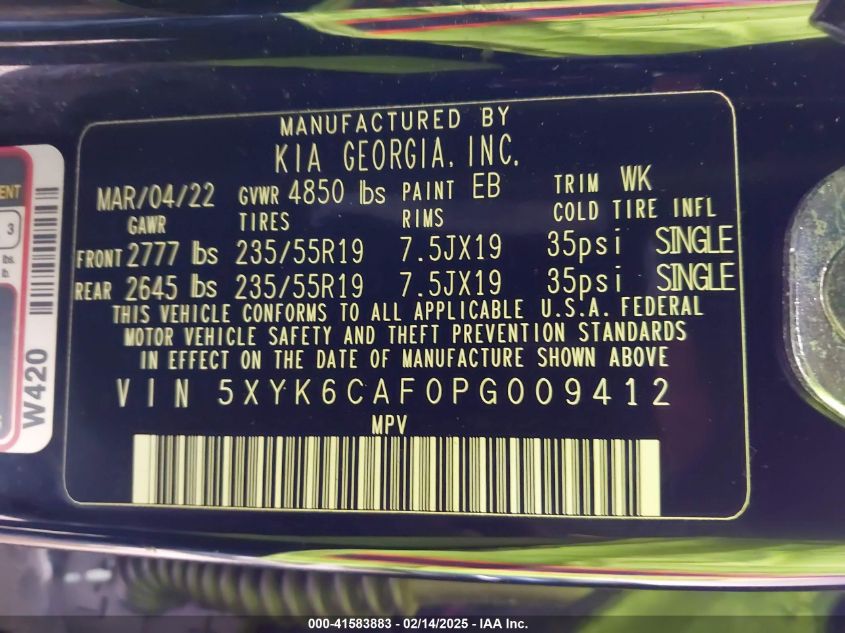 MANUFACTURED BY
KIA GEORGIA, INC.
MAR/04/22 GVWR 4850 lbs PAINT EB TRIM WK
GAWR TIRES RIMS COLD TIRE INFL
FRONT 2777 lbs 235/55R19 7.5JX19 35psi SINGLE
REAR 2645 lbs 235/55R19 7.5JX19 35psi SINGLE
THIS VEHICLE CONFORMS TO ALL APPLICABLE U.S.A. FEDERAL
MOTOR VEHICLE SAFETY AND THEFT PREVENTION STANDARDS
IN EFFECT ON THE DATE OF MANUFACTURE SHOWN ABOVE
VIN 5XYK6CAF0PG009412
MPV
3
W420
000-41583883 - 02/14/2025 - IAA Inc.